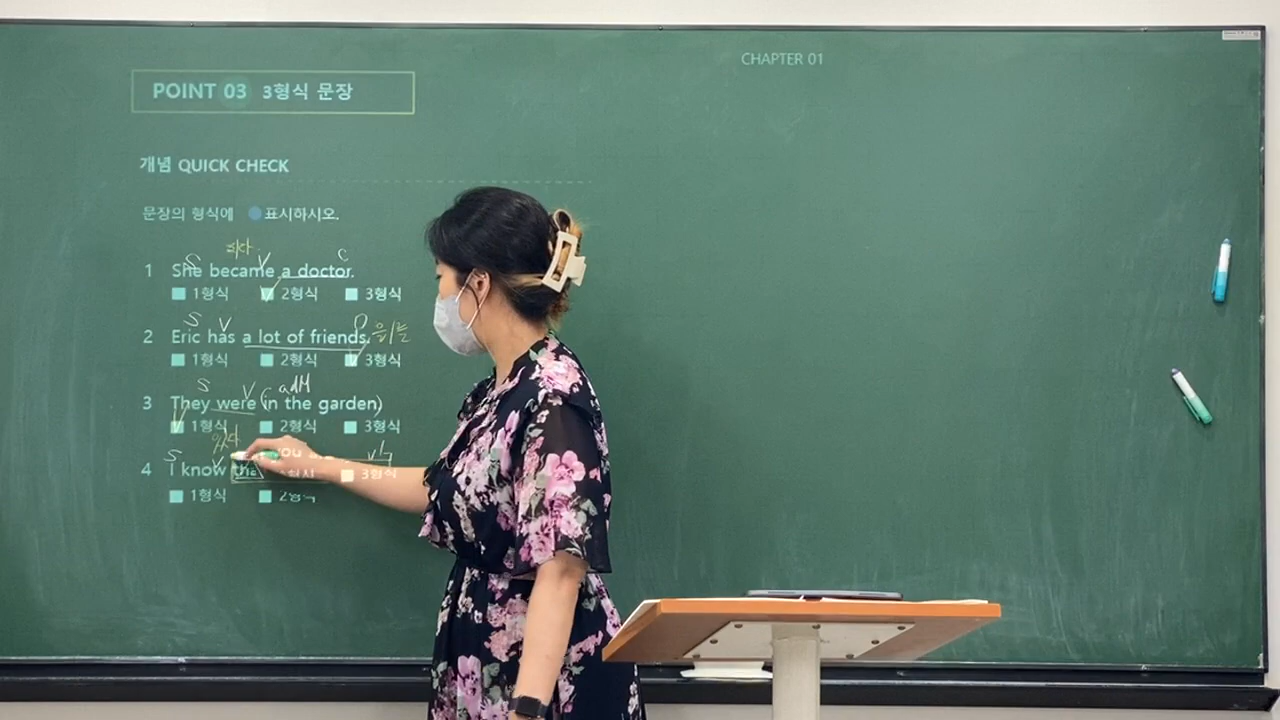 CHAPTER 01
POINT 03 3형식 문장
개념 QUICK CHECK
문장의 형식에 표시하시오.
S 되다 V C
1 She became a doctor.
1형식 2형식 3형식
S V O
2 Eric has a lot of friends.
1형식 2형식 3형식
S V
3 They were (in the garden)
1형식 2형식 3형식
있다
S V
4 I know you
3형식
1형식 2형식